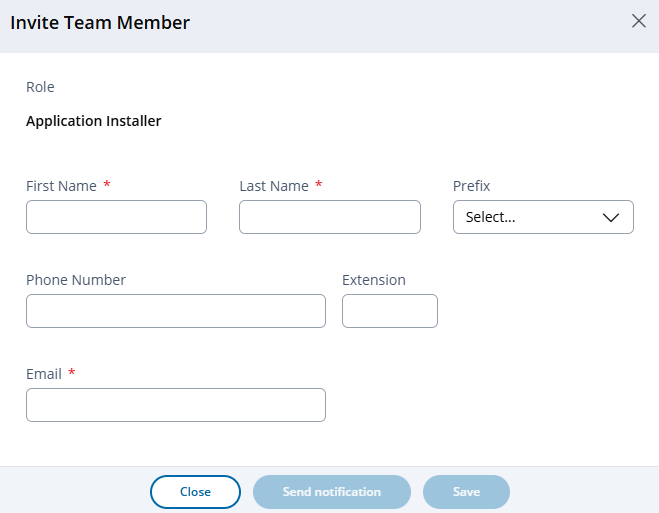 Invite Team Member
Role
Application Installer
First Name *
Last Name *
Prefix
Select...
Phone Number
Extension
Email *
Close
Send notification
Save